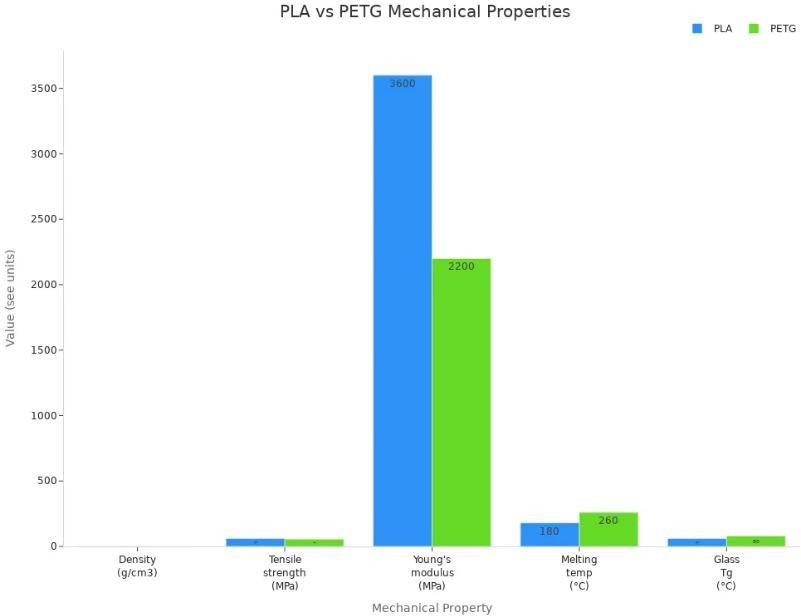 PLA vs PETG Mechanical Properties
PLA
PETG
Value (see units)
3500
3000
2500
2000
1500
1000
500
0
3600
2200
180
260
Density
(g/cm3)
Tensile
strength
(MPa)
Young's
modulus
(MPa)
Melting
temp
(°C)
Glass
Tg
(°C)
Mechanical Property